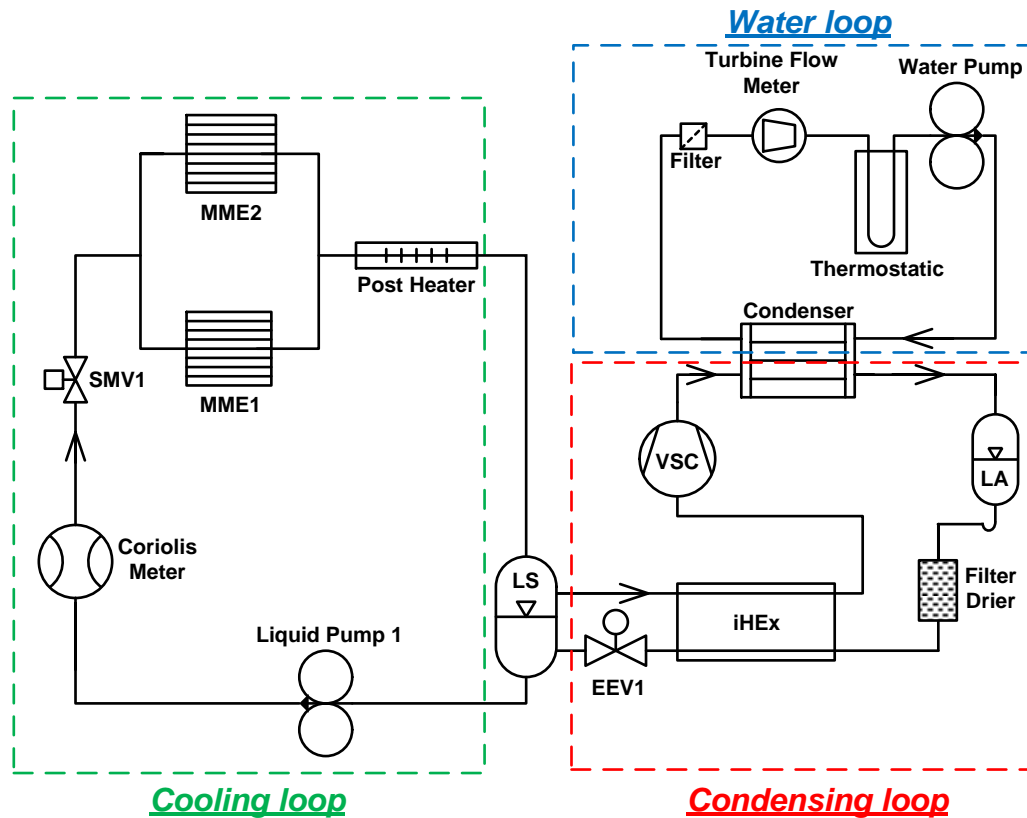 Water loop
Turbine Flow
Meter
Water Pump
Filter
MME2
Thermostatic
Post Heater
Condenser
SMV1
MME1
VSC
LA
Coriolis
Meter
LS
Filter
Drier
iHEx
Liquid Pump 1
EEV1
Cooling loop
Condensing loop